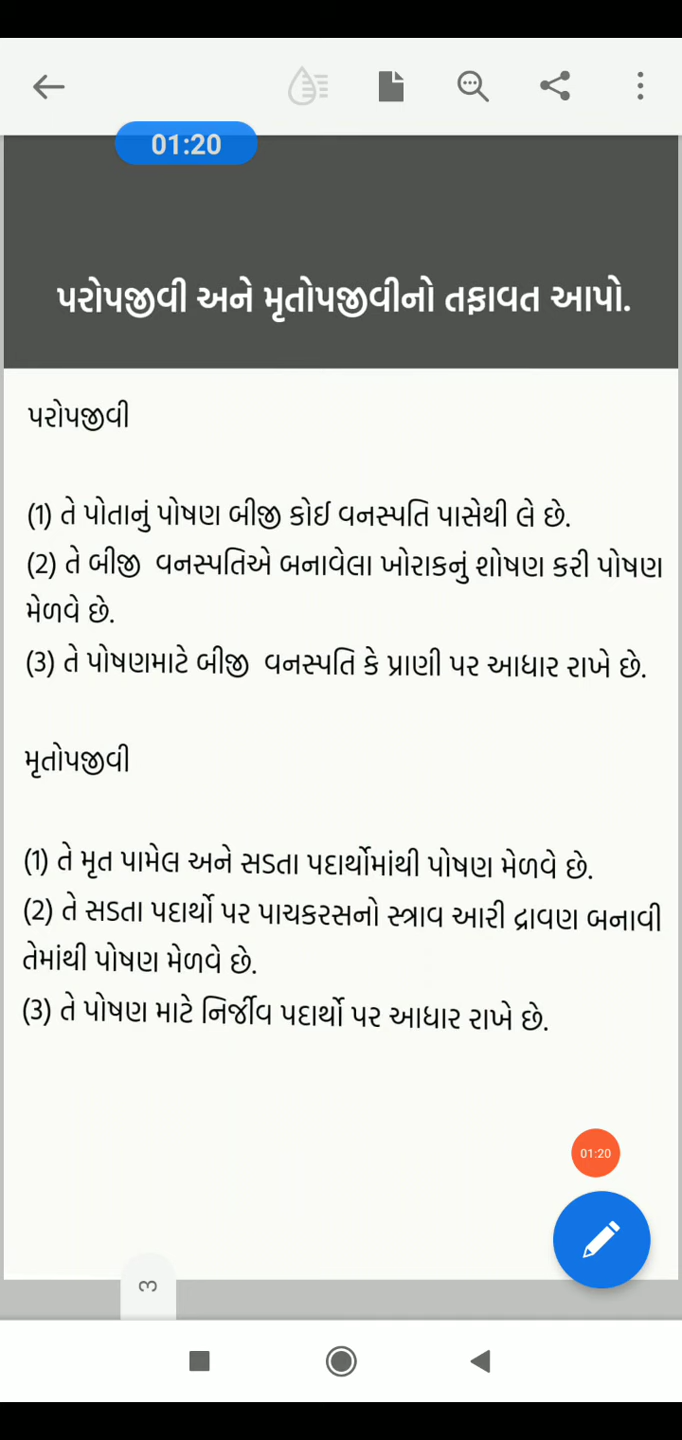 01:20
પરોપજીવી અને મૃતોપજીવીનો તફાવત આપો.
પરોપજીવી
(1) તે પોતાનું પોષણ બીજી કોઈ વનસ્પતિ પાસેથી લે છે.
(2) તે બીજી વનસ્પતિએ બનાવેલા ખોરાકનું શોષણ કરી પોષણ
મેળવે છે.
(3) તે પોષણમાટે બીજી વનસ્પતિ કે પ્રાણી પર આધાર રાખે છે.
મૃતોપજીવી
(1) તે મૃત પામેલ અને સડતા પદાર્થોમાંથી પોષણ મેળવે છે.
(2) તે સડતા પદાર્થો પર પાચકરસનો સ્ત્રાવ આરી દ્રાવણ બનાવી
તેમાંથી પોષણ મેળવે છે.
(3) તે પોષણ માટે નિર્જીવ પદાર્થો પર આધાર રાખે છે.
01:20
3